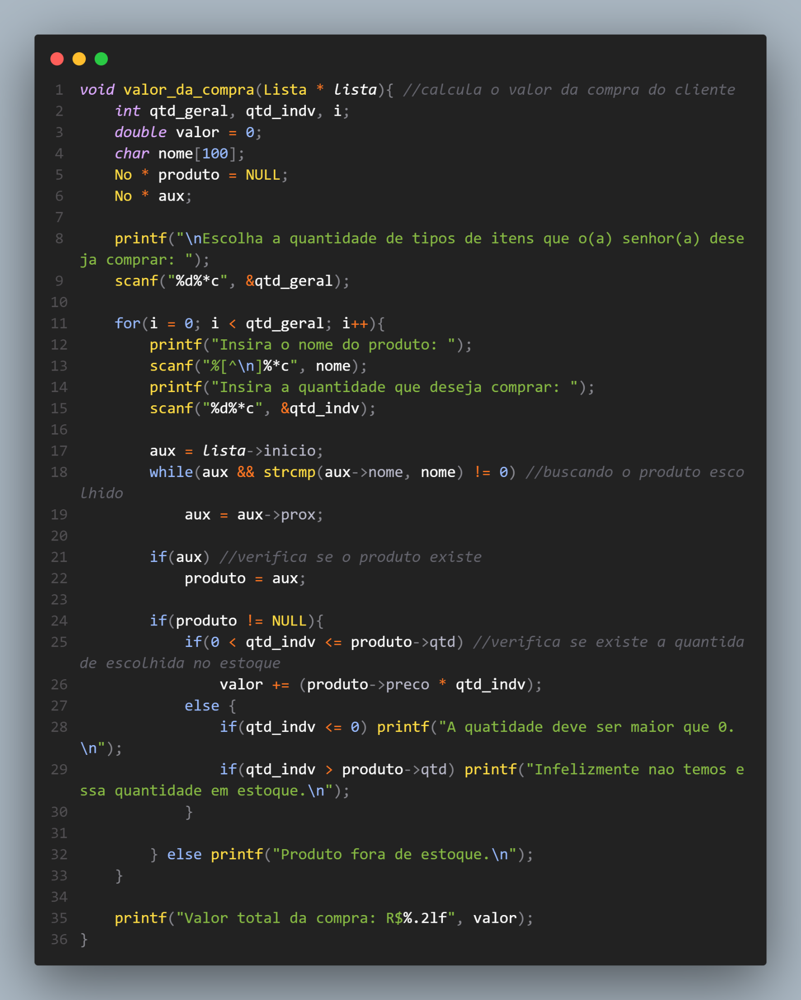 1 void valor_da_compra(Lista * lista){ //calcula o valor da compra do cliente
2     int qtd_geral, qtd_indv, i;
3     double valor = 0;
4     char nome[100];
5     No * produto = NULL;
6     No * aux;
7
8     printf("\nEscolha a quantidade de tipos de itens que o(a) senhor(a) dese
ja comprar: ");
9     scanf("%d%*c", &qtd_geral);
10
11     for(i = 0; i < qtd_geral; i++){
12         printf("Insira o nome do produto: ");
13         scanf("%[^\n]%*c", nome);
14         printf("Insira a quantidade que deseja comprar: ");
15         scanf("%d%*c", &qtd_indv);
16
17         aux = lista->inicio;
18         while(aux && strcmp(aux->nome, nome) != 0) //buscando o produto esco
lhido
19             aux = aux->prox;
20
21         if(aux) //verifica se o produto existe
22             produto = aux;
23
24         if(produto != NULL){
25             if(0 < qtd_indv <= produto->qtd) //verifica se existe a quantida
de escolhida no estoque
26                 valor += (produto->preco * qtd_indv);
27             else {
28                 if(qtd_indv <= 0) printf("A quatidade deve ser maior que 0.
\n");
29                 if(qtd_indv > produto->qtd) printf("Infelizmente nao temos e
ssa quantidade em estoque.\n");
30             }
31
32         } else printf("Produto fora de estoque.\n");
33     }
34
35     printf("Valor total da compra: R$%.2lf", valor);
36 }